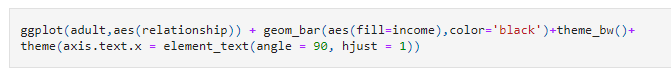 ggplot(adult,aes(relationship)) + geom_bar(aes(fill=income),color='black')+theme_bw()+
theme(axis.text.x = element_text(angle = 90, hjust = 1))